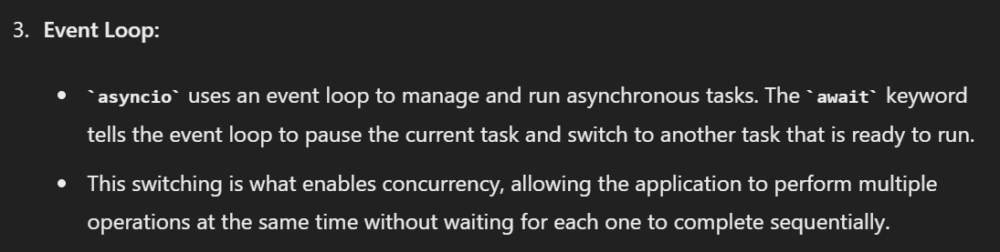 3. Event Loop:
• `asyncio` uses an event loop to manage and run asynchronous tasks. The `await` keyword
tells the event loop to pause the current task and switch to another task that is ready to run.
• This switching is what enables concurrency, allowing the application to perform multiple
operations at the same time without waiting for each one to complete sequentially.